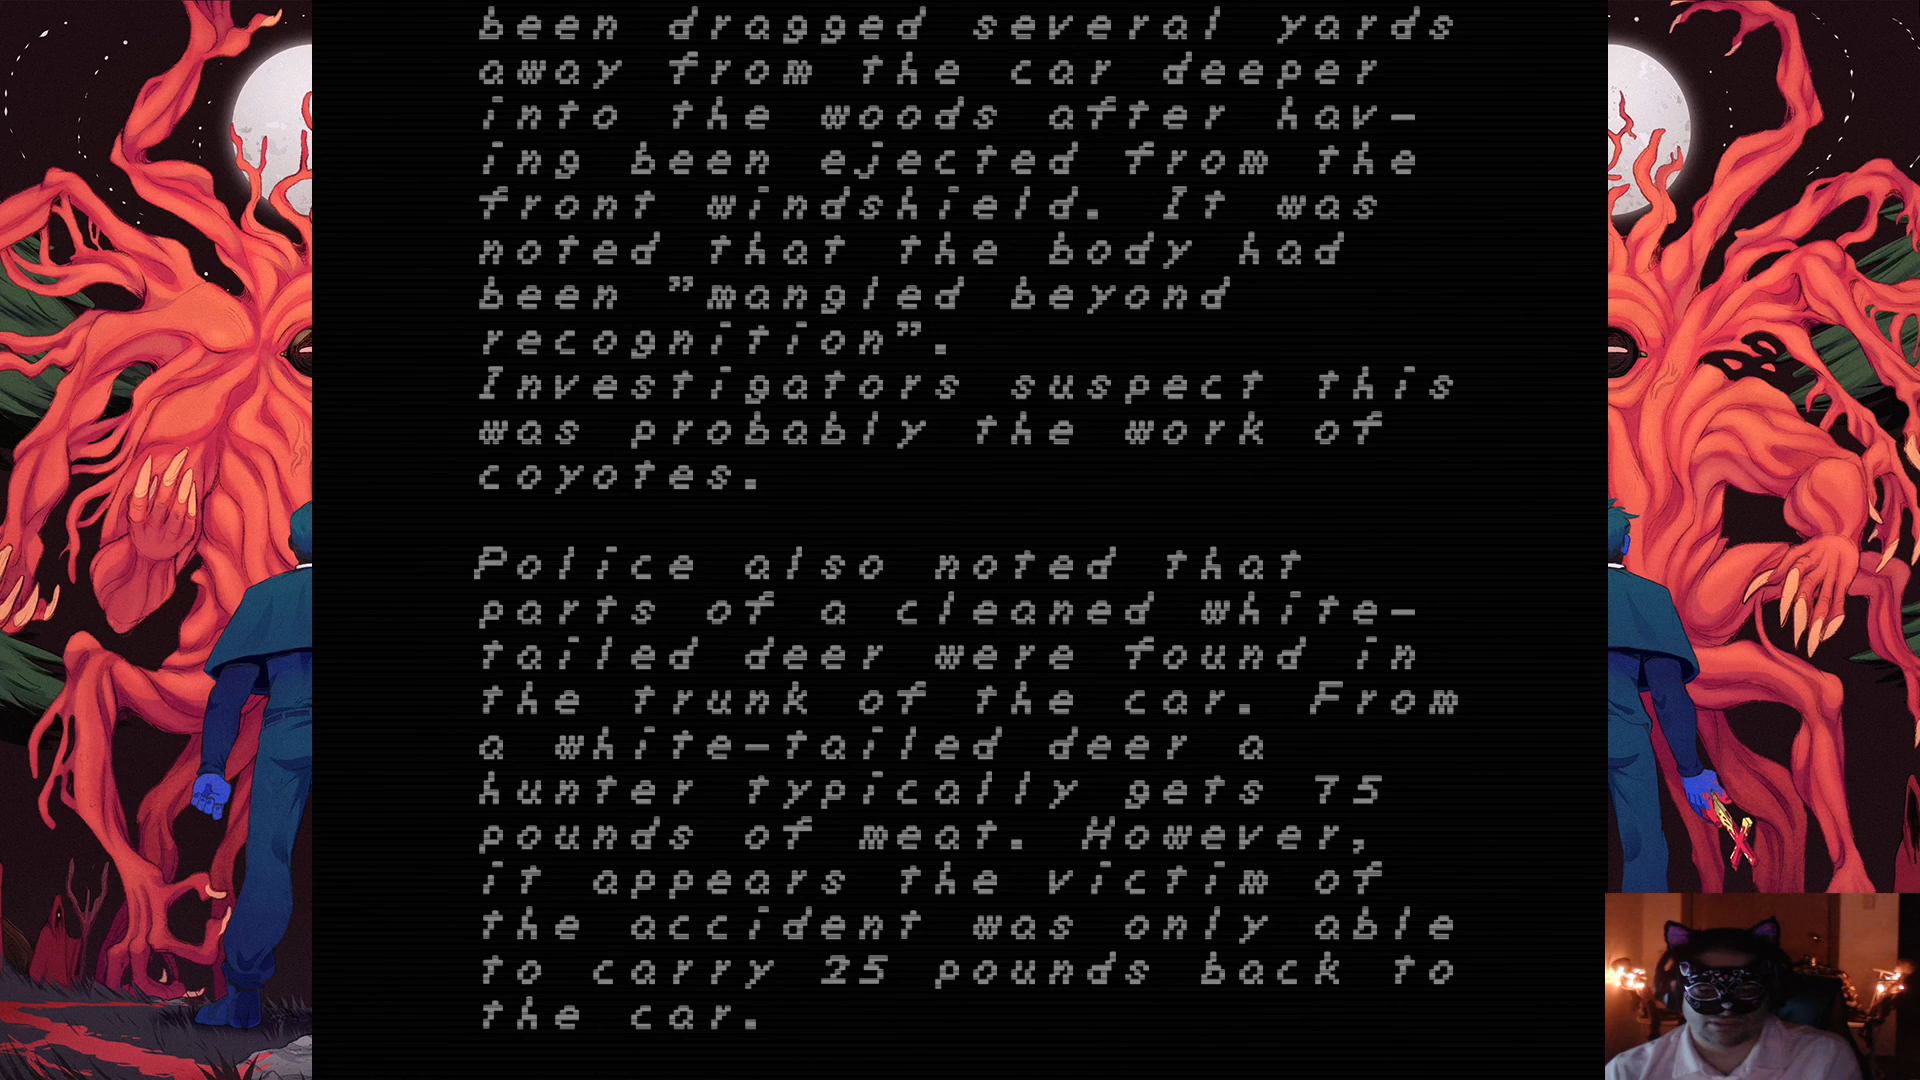 been dragged several yards
away from the car deeper
into the woods after hav-
ing been ejected from the
front windshield. It was
noted that the body had
been "mangled beyond
recognition".
Investigators suspect this
was probably the work of
coyotes.
Police also noted that
parts of a cleaned white-
tailed deer were found in
the trunk of the car. From
a white-tailed deer a
hunter typically gets 75
pounds of meat. However,
it appears the victim of
the accident was only able
to carry 25 pounds back to
the car.